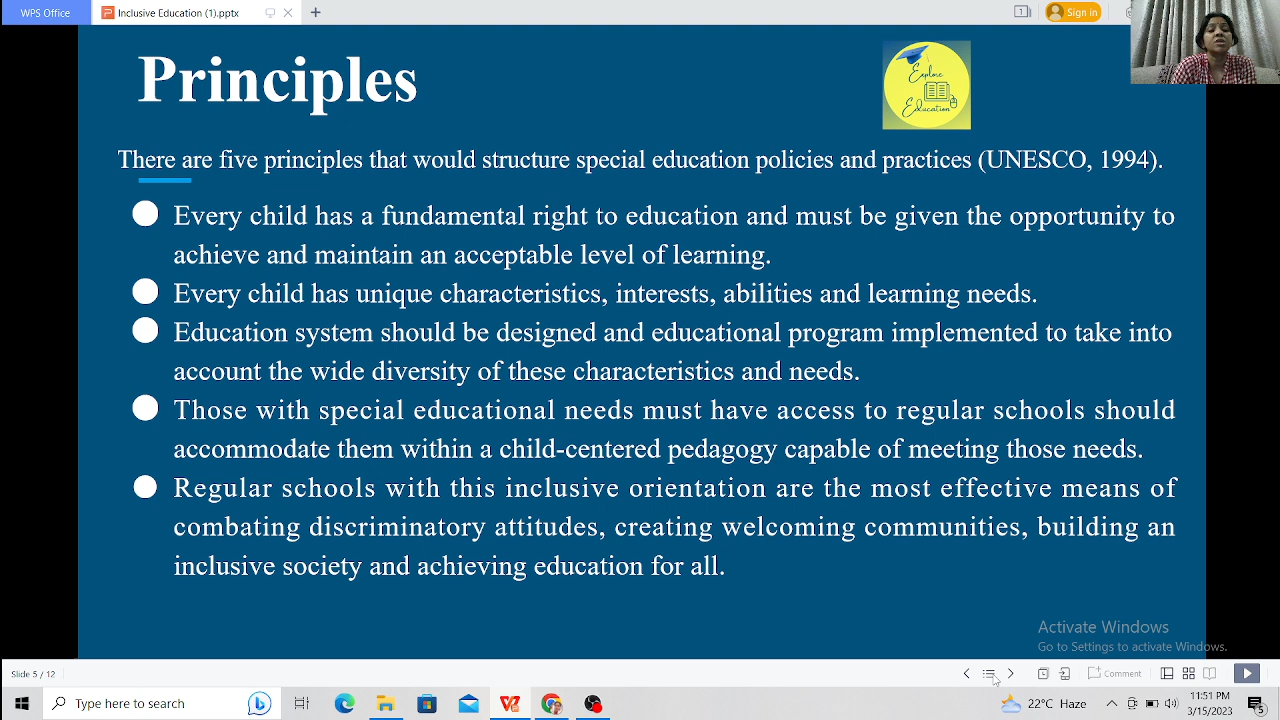 WPS Office
Inclusive Education (1).pptx
+
1
Sign in
Principles
Explore
Education
There are five principles that would structure special education policies and practices (UNESCO, 1994).
Every child has a fundamental right to education and must be given the opportunity to
achieve and maintain an acceptable level of learning.
Every child has unique characteristics, interests, abilities and learning needs.
Education system should be designed and educational program implemented to take into
account the wide diversity of these characteristics and needs.
Those with special educational needs must have access to regular schools should
accommodate them within a child-centered pedagogy capable of meeting those needs.
Regular schools with this inclusive orientation are the most effective means of
combating discriminatory attitudes, creating welcoming communities, building an
inclusive society and achieving education for all.
Activate Windows
Go to Settings to activate Windows.
Slide 5 / 12
Comment
Type here to search
22°C Haze
11:51 PM
3/15/2023
5